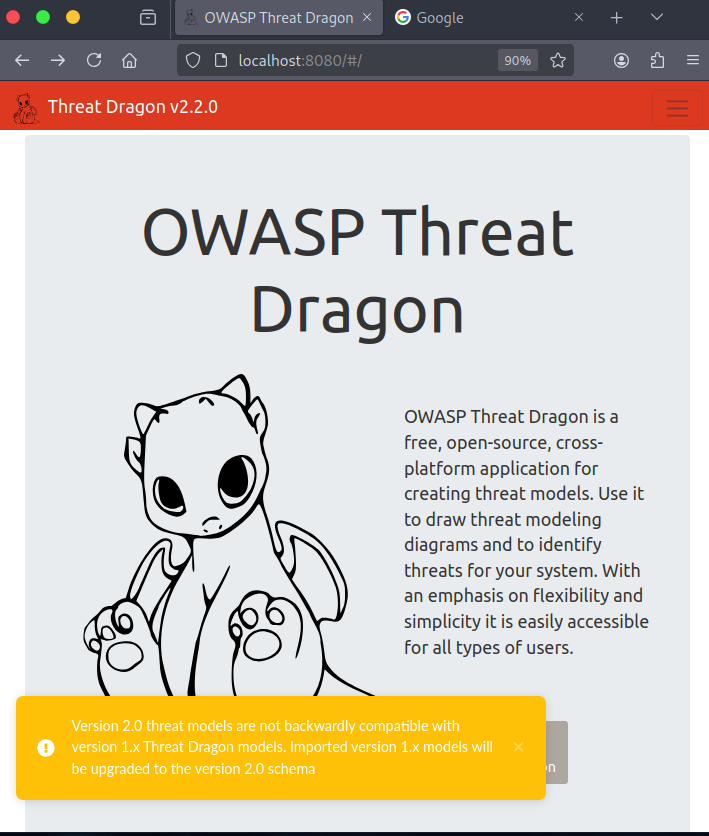 OWASP Threat Dragon
Google
localhost:8080/#/
90%
Threat Dragon v2.2.0
OWASP Threat
Dragon
OWASP Threat Dragon is a
free, open-source, cross-
platform application for
creating threat models. Use it
to draw threat modeling
diagrams and to identify
threats for your system. With
an emphasis on flexibility and
simplicity it is easily accessible
for all types of users.
Version 2.0 threat models are not backwardly compatible with
version 1.x Threat Dragon models. Imported version 1.x models will
be upgraded to the version 2.0 schema